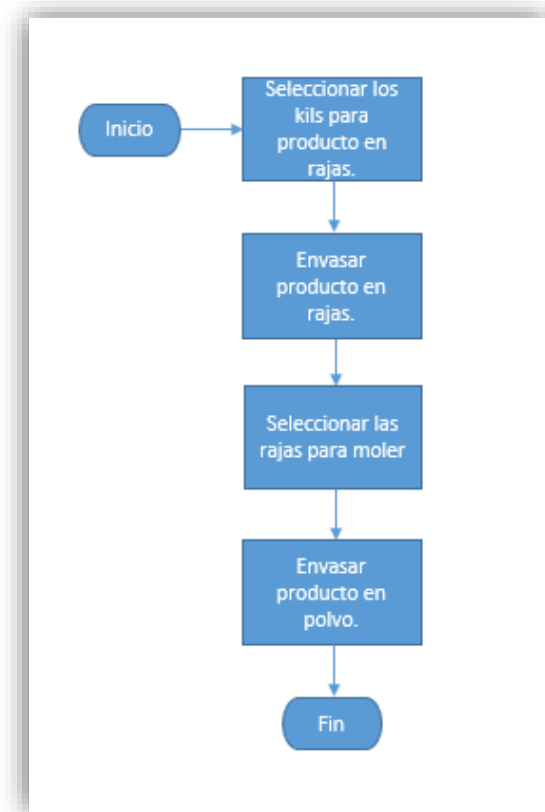 Inicio
Seleccionar los
kils para
producto en
rajas.
Envasar
producto en
rajas.
Seleccionar las
rajas para moler
Envasar
producto en
polvo.
Fin